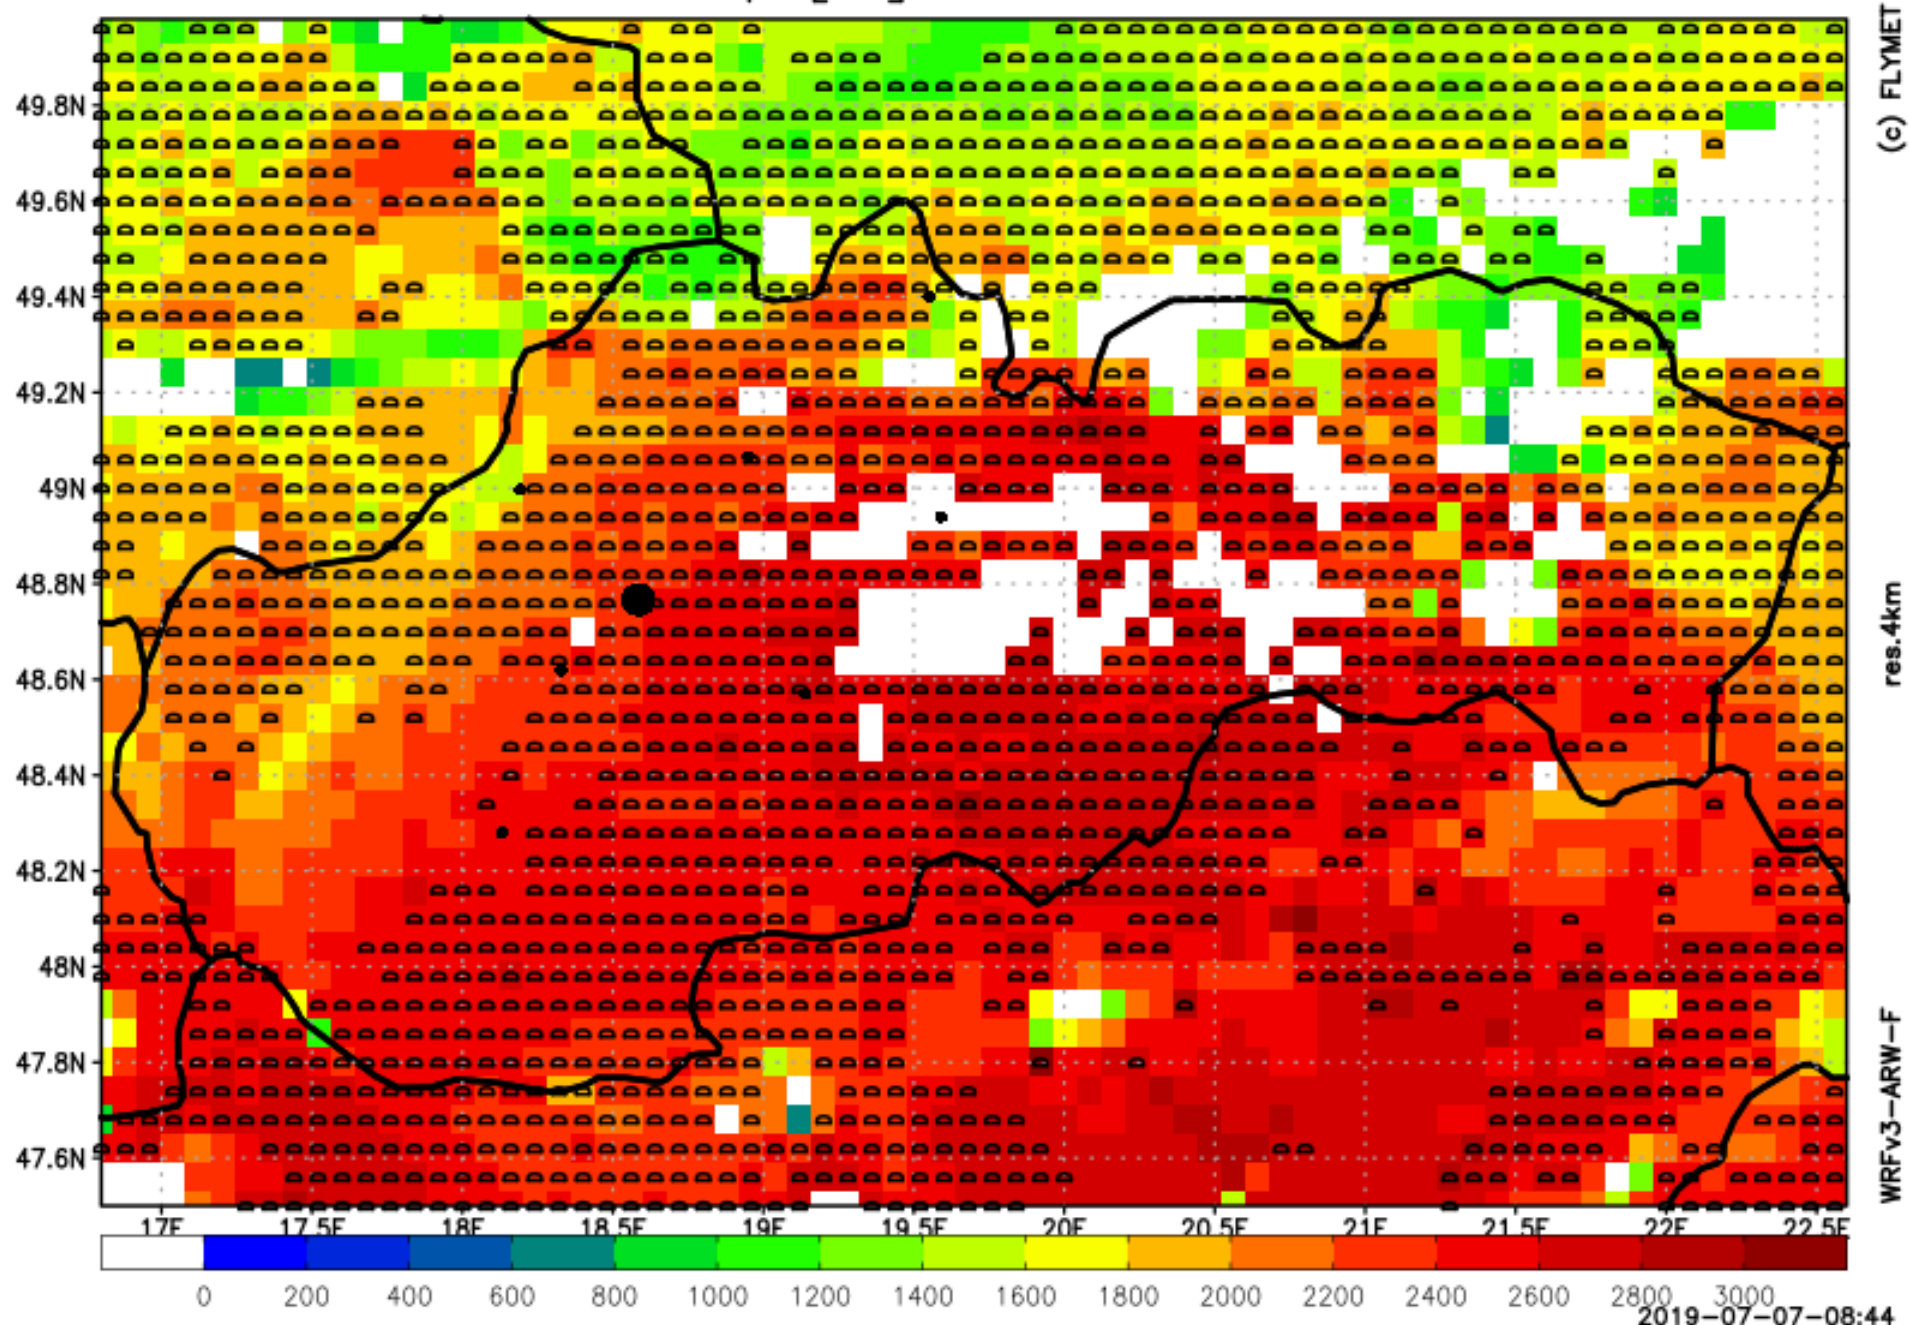 (c) FLYMET
49.8N
49.6N
49.4N
49.2N
49N
48.8N
48.6N
48.4N
48.2N
48N
47.8N
47.6N
res.4km
WRFv3-ARW-F
17E 17.5E 18E 18.5E 19E 19.5E 20E 20.5E 21E 21.5E 22E 22.5E
0 200 400 600 800 1000 1200 1400 1600 1800 2000 2200 2400 2600 2800 3000
2019-07-07-08:44